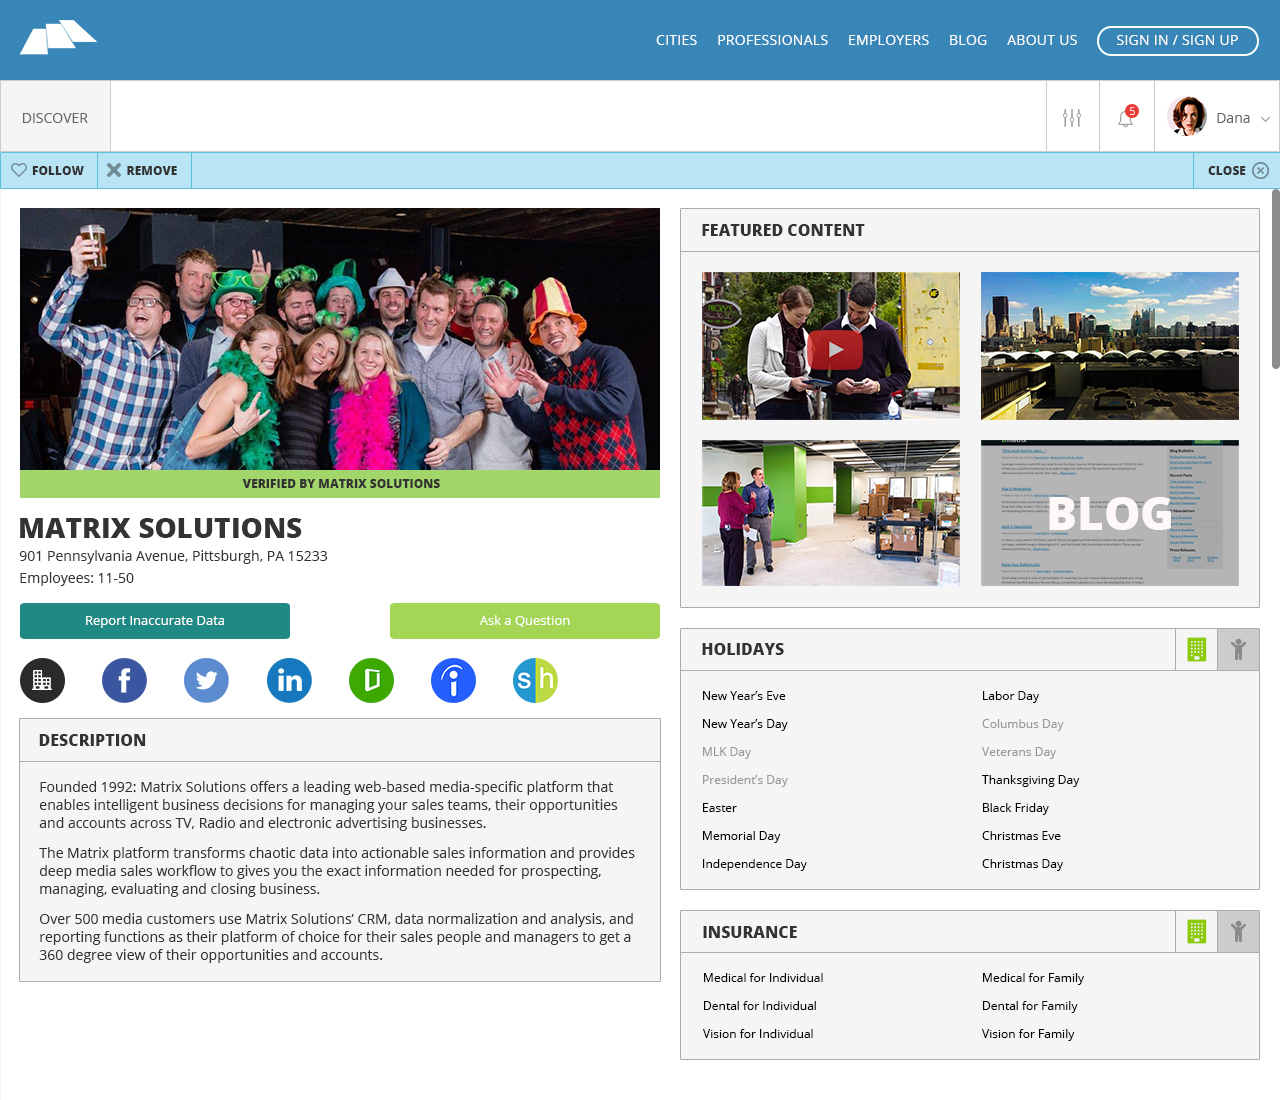 CITIES
PROFESSIONALS
EMPLOYERS
BLOG
ABOUT US
SIGN IN / SIGN UP
DISCOVER
5
Dana
FOLLOW
REMOVE
CLOSE
VERIFIED BY MATRIX SOLUTIONS
MATRIX SOLUTIONS
901 Pennsylvania Avenue, Pittsburgh, PA 15233
Employees: 11-50
Report Inaccurate Data
Ask a Question
f
in
i
sh
DESCRIPTION
Founded 1992: Matrix Solutions offers a leading web-based media-specific platform that
enables intelligent business decisions for managing your sales teams, their opportunities
and accounts across TV, Radio and electronic advertising businesses.
The Matrix platform transforms chaotic data into actionable sales information and provides
deep media sales workflow to gives you the exact information needed for prospecting,
managing, evaluating and closing business.
Over 500 media customers use Matrix Solutions’ CRM, data normalization and analysis, and
reporting functions as their platform of choice for their sales people and managers to get a
360 degree view of their opportunities and accounts.
FEATURED CONTENT
BLOG
HOLIDAYS
New Year’s Eve
New Year’s Day
MLK Day
President’s Day
Easter
Memorial Day
Independence Day
Labor Day
Columbus Day
Veterans Day
Thanksgiving Day
Black Friday
Christmas Eve
Christmas Day
INSURANCE
Medical for Individual
Dental for Individual
Vision for Individual
Medical for Family
Dental for Family
Vision for Family